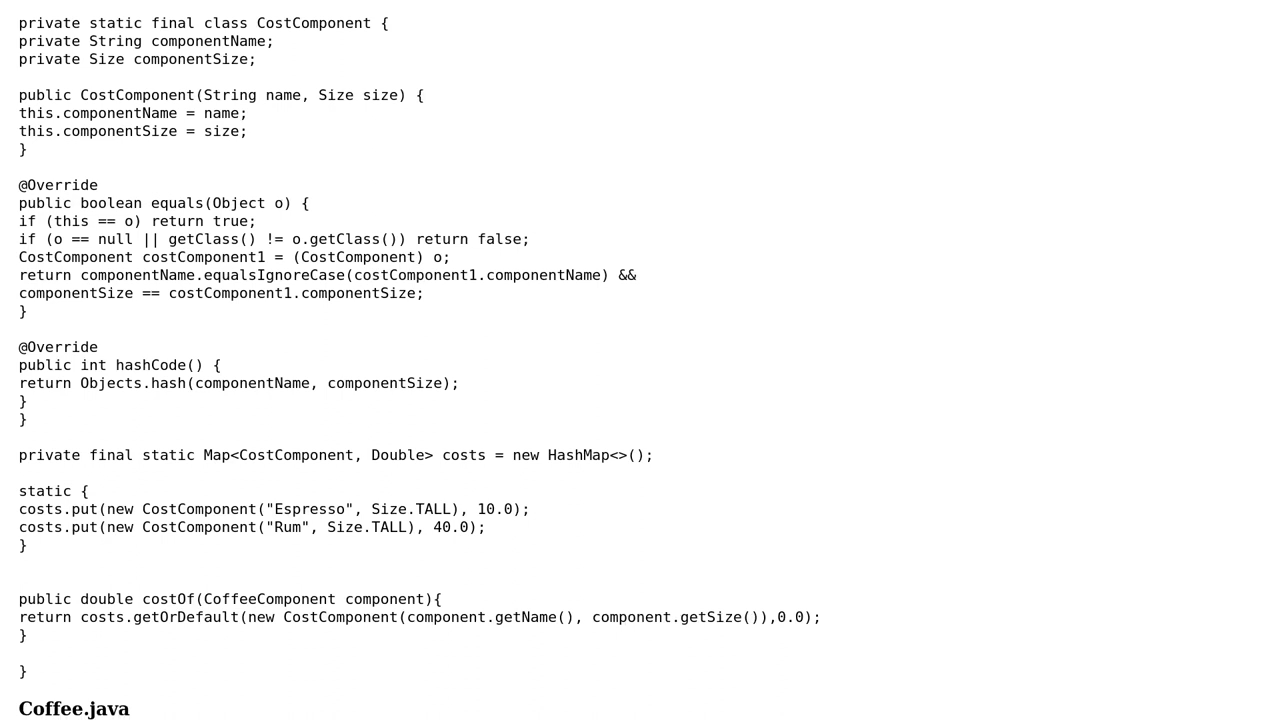 private static final class CostComponent {
private String componentName;
private Size componentSize;

public CostComponent(String name, Size size) {
this.componentName = name;
this.componentSize = size;
}

@Override
public boolean equals(Object o) {
if (this == o) return true;
if (o == null || getClass() != o.getClass()) return false;
CostComponent costComponent1 = (CostComponent) o;
return componentName.equalsIgnoreCase(costComponent1.componentName) &&
componentSize == costComponent1.componentSize;
}

@Override
public int hashCode() {
return Objects.hash(componentName, componentSize);
}
}

private final static Map<CostComponent, Double> costs = new HashMap<>();

static {
costs.put(new CostComponent("Espresso", Size.TALL), 10.0);
costs.put(new CostComponent("Rum", Size.TALL), 40.0);
}

public double costOf(CoffeeComponent component){
return costs.getOrDefault(new CostComponent(component.getName(), component.getSize()),0.0);
}

}

Coffee.java